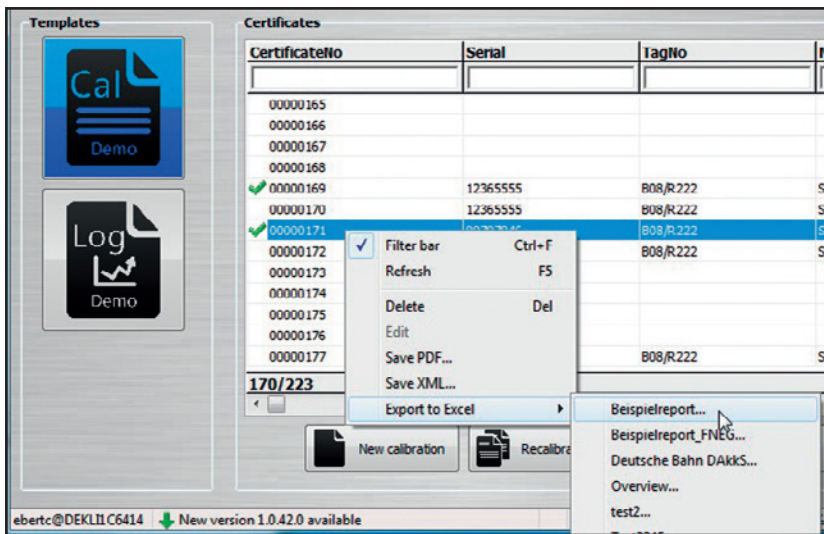 Templates
Certificates
CertificateNo Serial TagNo
Cal
Demo
00000165
00000166
00000167
00000168
00000169 12365555 B08/R222 S
00000170 12365555 B08/R222 S
00000171 B08/R222 S
00000172 B08/R222 S
00000173
00000174
00000175
00000176
00000177 B08/R222 S
170/223
Log
Demo
Filter bar Ctrl+F
Refresh F5
Delete Del
Edit
Save PDF...
Save XML...
Export to Excel
Beispielreport...
Beispielreport_FNEG...
Deutsche Bahn DAkkS...
Overview...
test2...
New calibration
Recalibra
ebertc@DEKLI1C6414 New version 1.0.42.0 available